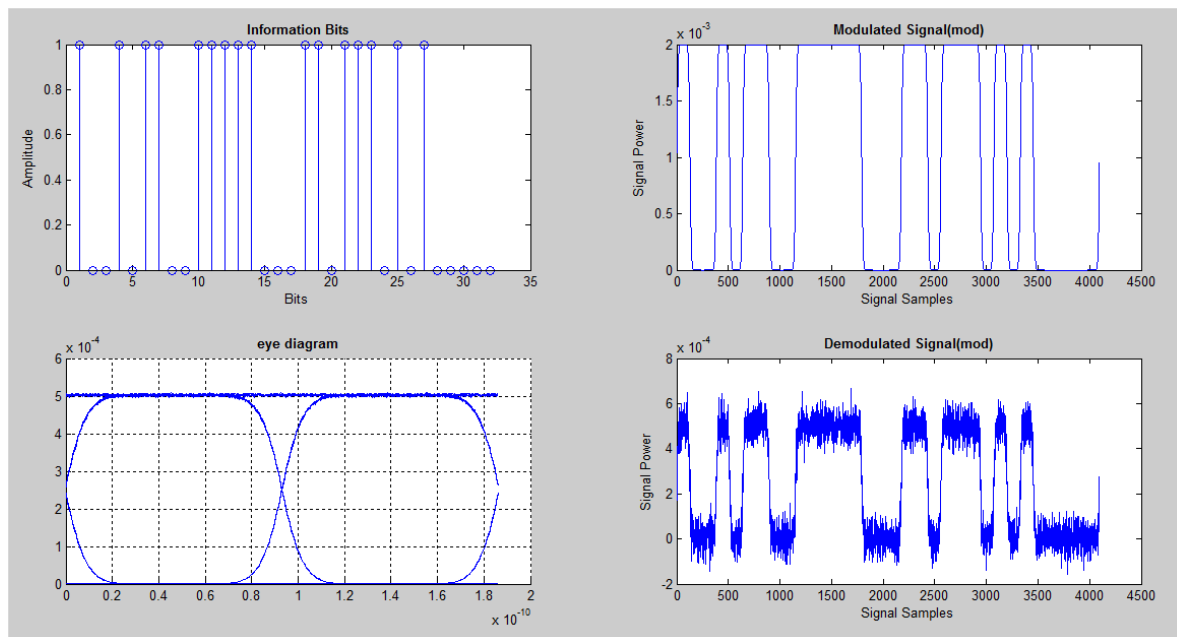 Information Bits
1
0.8
0.6
0.4
0.2
0
Amplitude
0 5 10 15 20 25 30 35
Bits
x 10^-3
Modulated Signal(mod)
2
1.5
1
0.5
0
Signal Power
0 500 1000 1500 2000 2500 3000 3500 4000 4500
Signal Samples
x 10^-4
eye diagram
6
5
4
3
2
1
0
0 0.2 0.4 0.6 0.8 1 1.2 1.4 1.6 1.8 2
x 10^-10
x 10^-4
Demodulated Signal(mod)
8
6
4
2
0
-2
Signal Power
0 500 1000 1500 2000 2500 3000 3500 4000 4500
Signal Samples